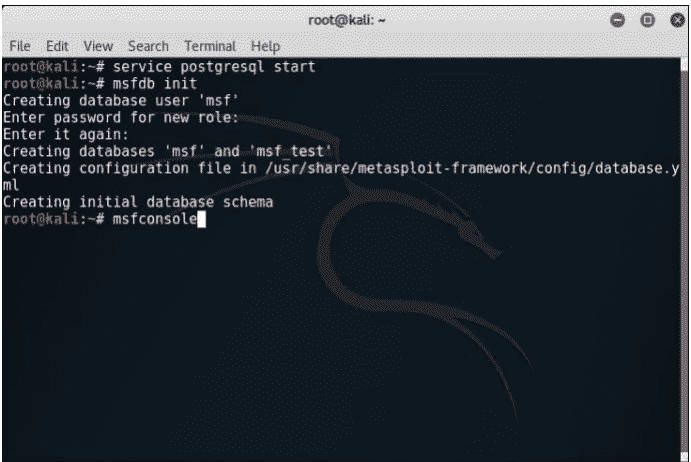 root@kali: ~
File Edit View Search Terminal Help
root@kali:~# service postgresql start
root@kali:~# msfdb init
Creating database user 'msf'
Enter password for new role:
Enter it again:
Creating databases 'msf' and 'msf_test'
Creating configuration file in /usr/share/metasploit-framework/config/database.y
ml
Creating initial database schema
root@kali:~# msfconsole